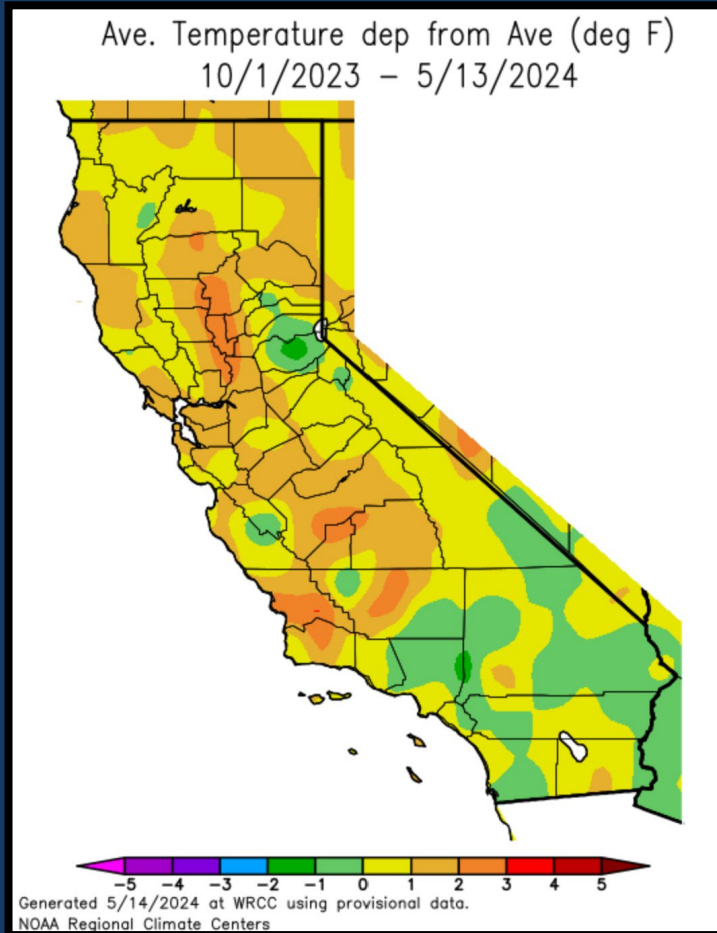 Ave. Temperature dep from Ave (deg F)
10/1/2023 – 5/13/2024
-5 -4 -3 -2 -1 0 1 2 3 4 5
Generated 5/14/2024 at WRCC using provisional data.
NOAA Regional Climate Centers